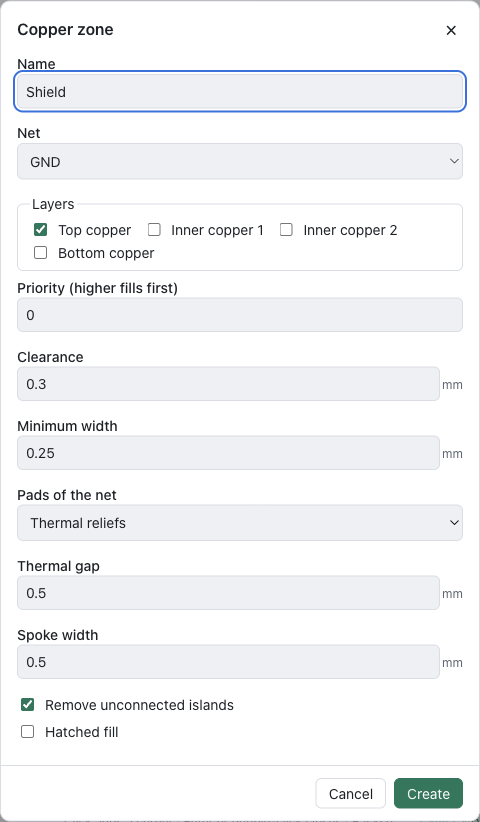 Copper zone
Name
Shield
Net
GND
Layers
Top copper Inner copper 1 Inner copper 2
Bottom copper
Priority (higher fills first)
0
Clearance
0.3 mm
Minimum width
0.25 mm
Pads of the net
Thermal reliefs
Thermal gap
0.5 mm
Spoke width
0.5 mm
Remove unconnected islands
Hatched fill
Cancel Create